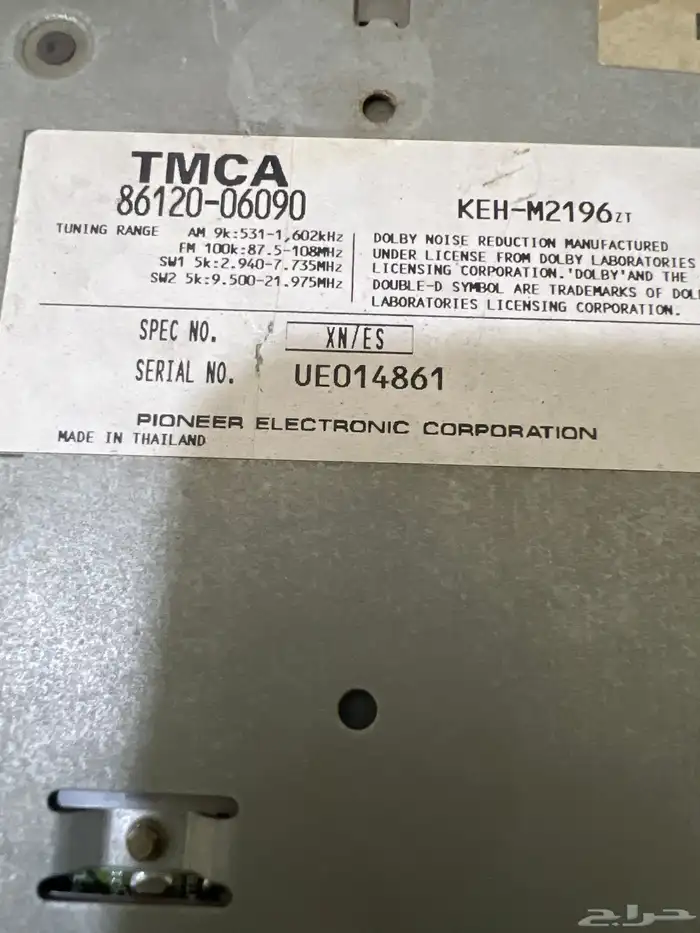 TMCA
86120-06090
KEH-M2196ZT
TUNING RANGE AM 9k:531-1,602kHz
FM 100k:87.5-108MHz
SW1 5k:2.940-7.735MHz
SW2 5k:9.500-21.975MHz
DOLBY NOISE REDUCTION MANUFACTURED
UNDER LICENSE FROM DOLBY LABORATORIES
LICENSING CORPORATION.'DOLBY'AND THE
DOUBLE-D SYMBOL ARE TRADEMARKS OF
LABORATORIES LICENSING CORPORATION.
SPEC NO. XN/ES
SERIAL NO. UE014861
PIONEER ELECTRONIC CORPORATION
MADE IN THAILAND
حراج